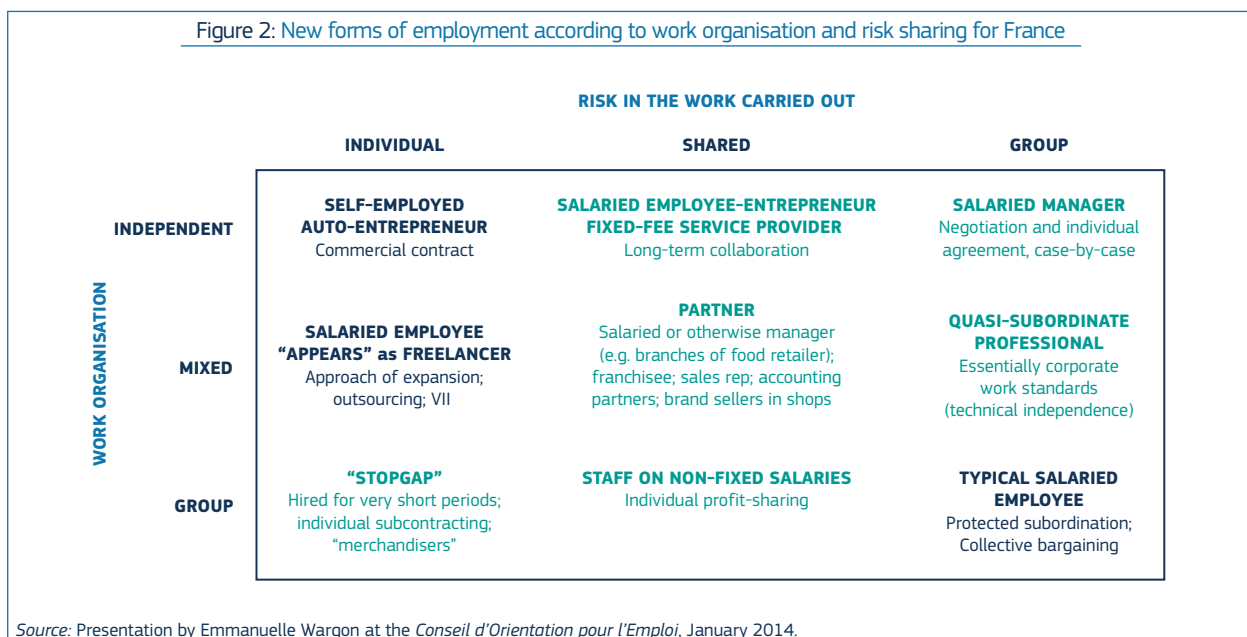 Figure 2: New forms of employment according to work organisation and risk sharing for France
RISK IN THE WORK CARRIED OUT
INDIVIDUAL
SHARED
GROUP
WORK ORGANISATION
INDEPENDENT
SELF-EMPLOYED
AUTO-ENTREPRENEUR
Commercial contract
SALARIED EMPLOYEE-ENTREPRENEUR
FIXED-FEE SERVICE PROVIDER
Long-term collaboration
SALARIED MANAGER
Negotiation and individual
agreement, case-by-case
MIXED
SALARIED EMPLOYEE
“APPEARS” as FREELANCER
Approach of expansion;
outsourcing; VII
PARTNER
Salaried or otherwise manager
(e.g. branches of food retailer);
franchisee; sales rep; accounting
partners; brand sellers in shops
QUASI-SUBORDINATE
PROFESSIONAL
Essentially corporate
work standards
(technical independence)
GROUP
“STOPGAP”
Hired for very short periods;
individual subcontracting;
“merchandisers”
STAFF ON NON-FIXED SALARIES
Individual profit-sharing
TYPICAL SALARIED
EMPLOYEE
Protected subordination;
Collective bargaining
Source: Presentation by Emmanuelle Wargon at the Conseil d’Orientation pour l’Emploi, January 2014.